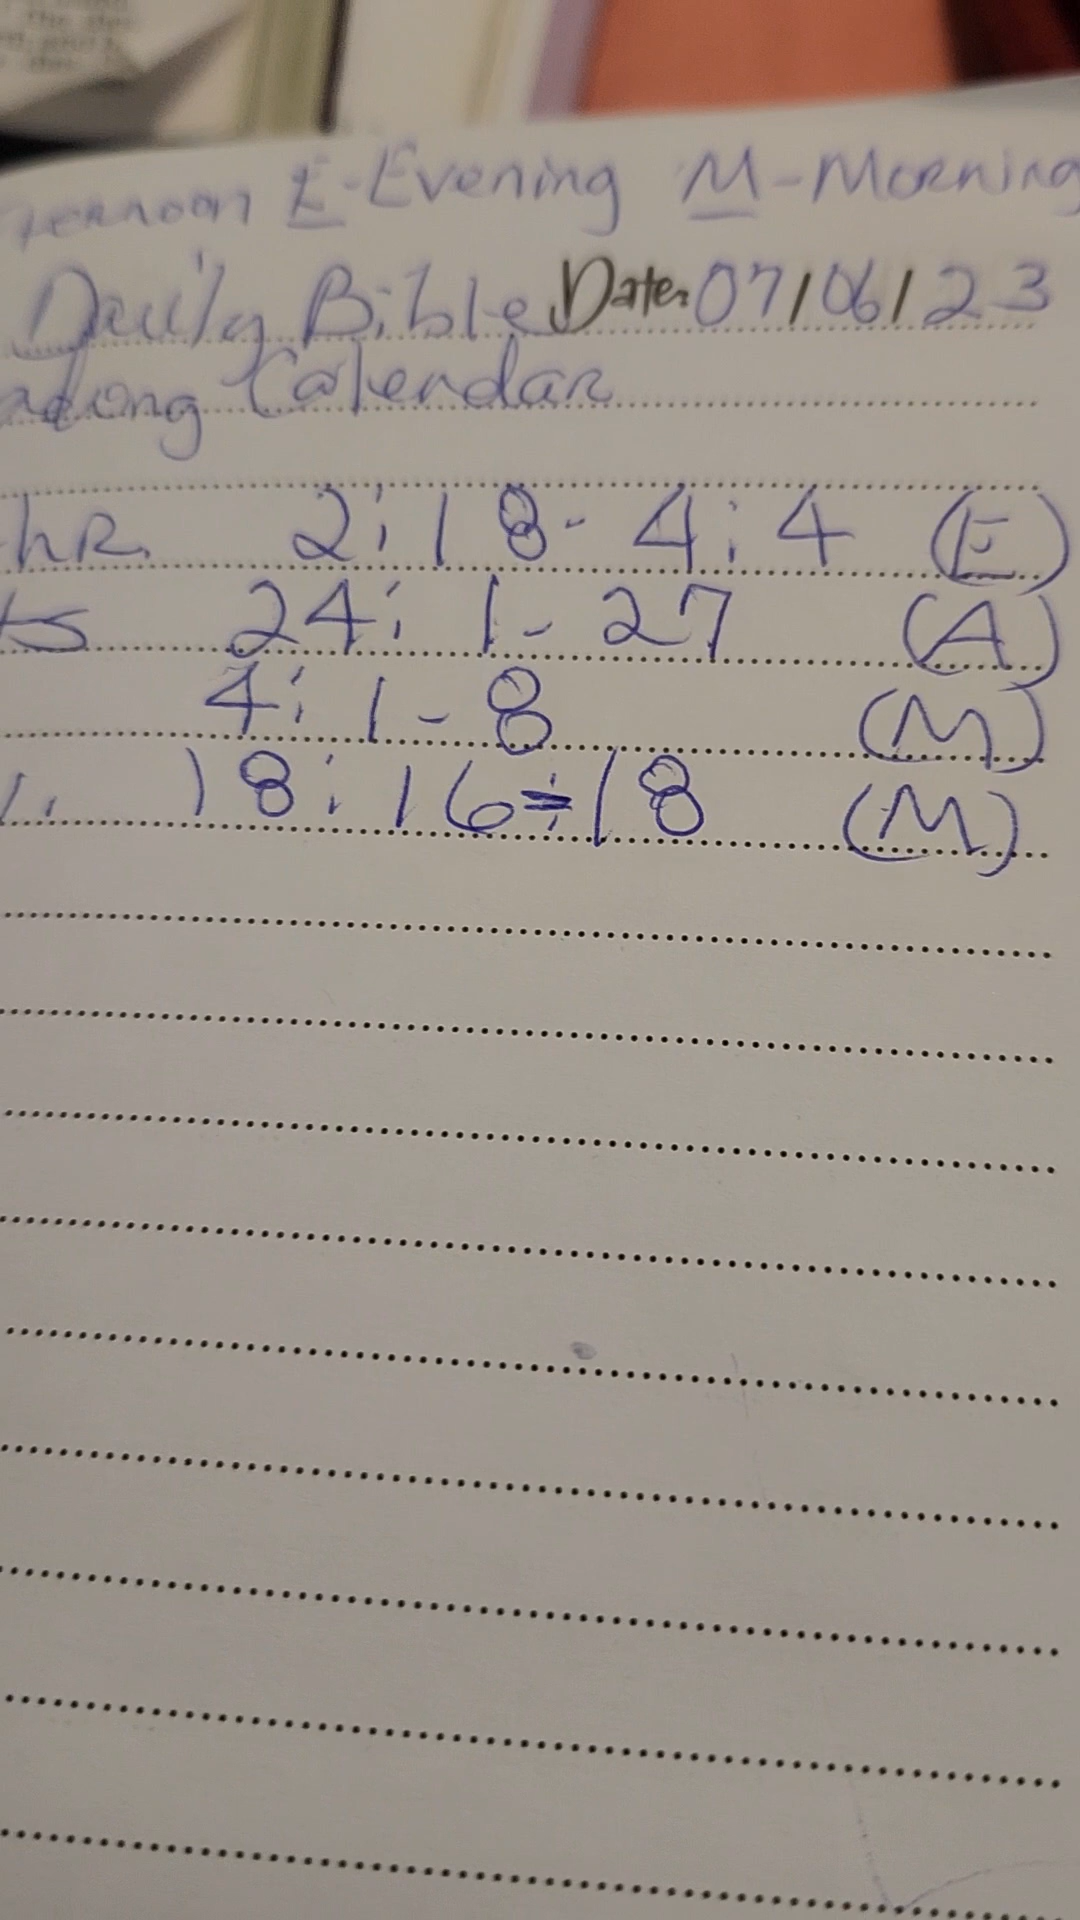 ternoon E-Evening M-Morning
Daily Bible Date: 07/06/23
ading Calendar
hr. 2:18-4:4 (E)
ts 24:1-27 (A)
4:1-8 (M)
18:16-18 (M)